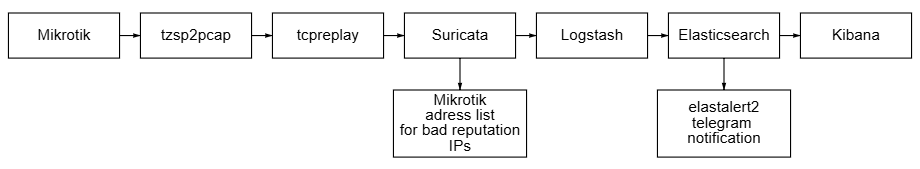 Mikrotik
tzsp2pcap
tcpreplay
Suricata
Logstash
Elasticsearch
Kibana
Mikrotik
adress list
for bad reputation
IPs
elastalert2
telegram
notification